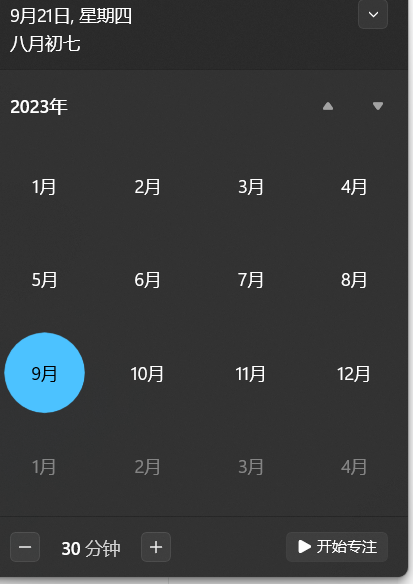 9月21日, 星期四
八月初七
2023年
1月 2月 3月 4月
5月 6月 7月 8月
9月 10月 11月 12月
1月 2月 3月 4月
30 分钟 开始专注